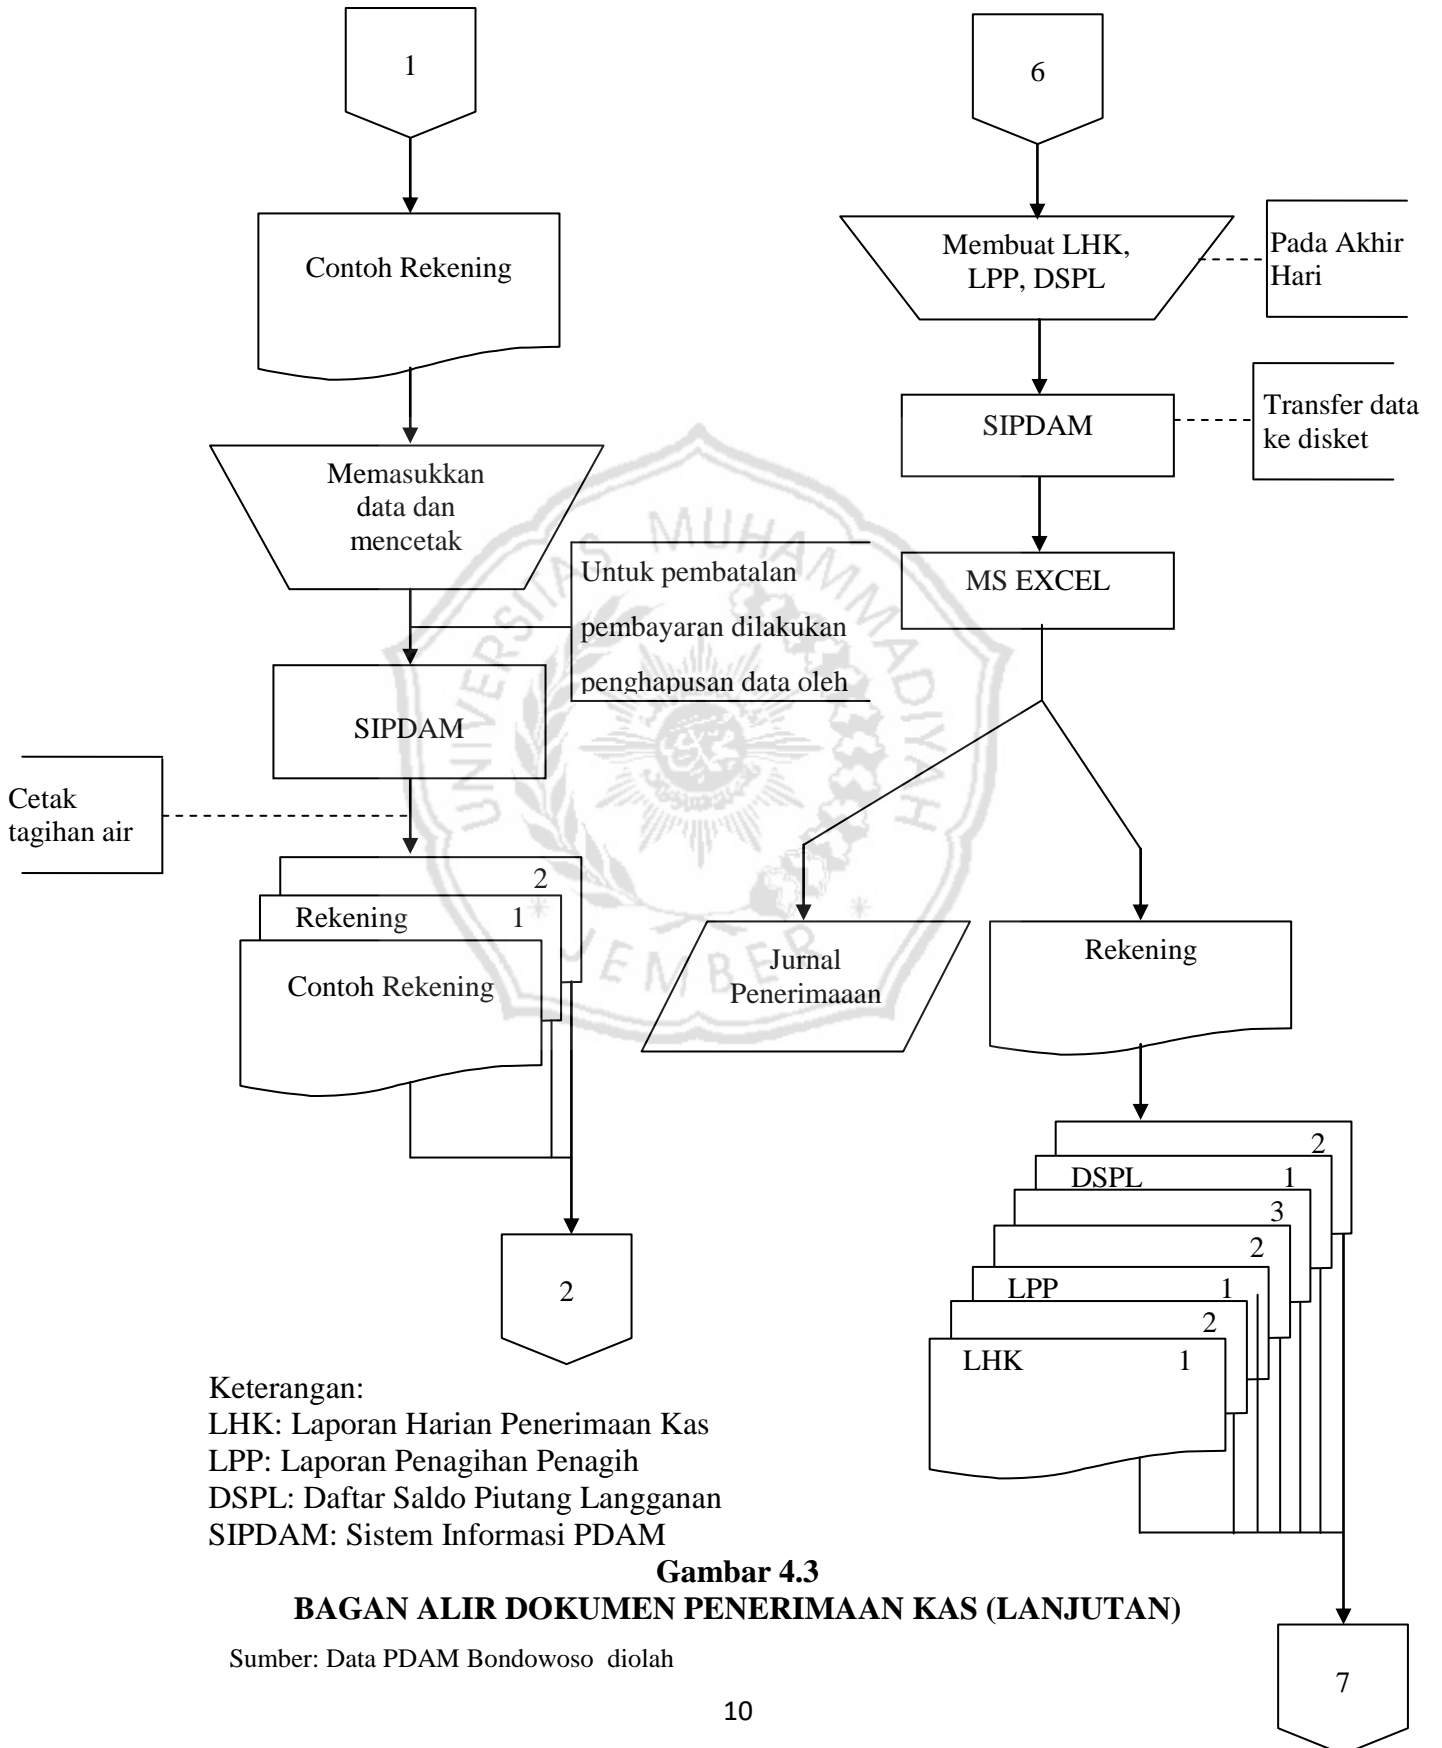 1
Contoh Rekening
Memasukkan
data dan
mencetak
Untuk pembatalan
pembayaran dilakukan
penghapusan data oleh
SIPDAM
Cetak
tagihan air
2
Rekening 1
Contoh Rekening
2
6
Membuat LHK,
LPP, DSPL
Pada Akhir
Hari
SIPDAM
Transfer data
ke disket
MS EXCEL
Jurnal
Penerimaaan
Rekening
2
DSPL 1
3
2
LPP 1
2
LHK 1
7
UNIVERSITAS MUHAMMADIYAH
JEMBER
Keterangan:
LHK: Laporan Harian Penerimaan Kas
LPP: Laporan Penagihan Penagih
DSPL: Daftar Saldo Piutang Langganan
SIPDAM: Sistem Informasi PDAM
Gambar 4.3
BAGAN ALIR DOKUMEN PENERIMAAN KAS (LANJUTAN)
Sumber: Data PDAM Bondowoso diolah
10